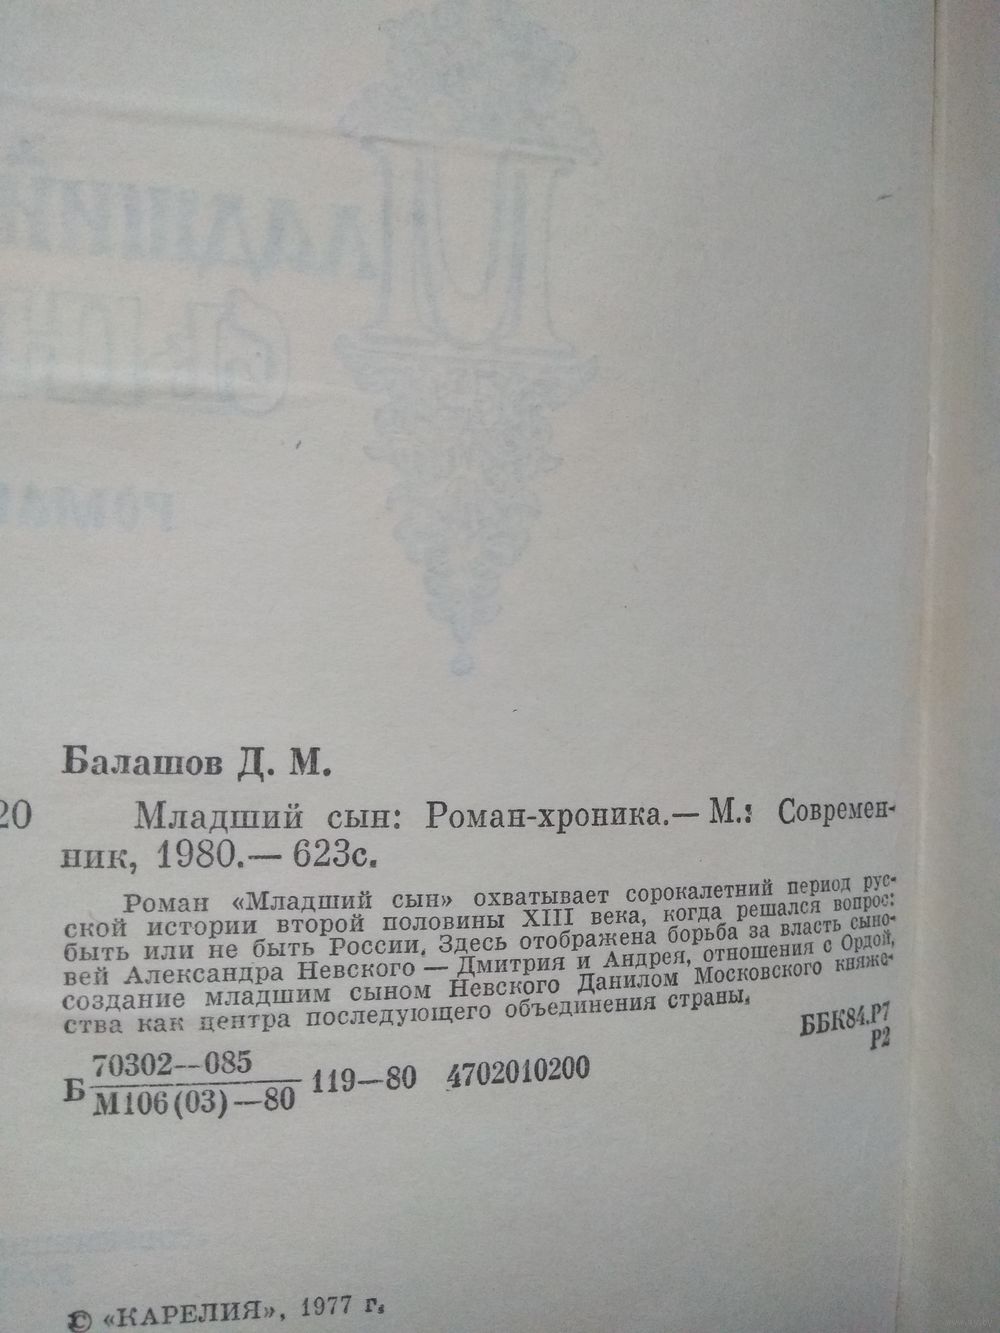 Балашов Д. М.
20 Младший сын: Роман-хроника.— М.: Современ-
ник, 1980.— 623с.
Роман «Младший сын» охватывает сорокалетний период рус-
ской истории второй половины XIII века, когда решался вопрос:
быть или не быть России. Здесь отображена борьба за власть сыно-
вей Александра Невского — Дмитрия и Андрея, отношения с Ордой,
создание младшим сыном Невского Данилом Московского княже-
ства как центра последующего объединения страны.
ББК84.Р7
Р2
Б 70302—085
М106(03)—80 119—80 4702010200
© «КАРЕЛИЯ», 1977 г.